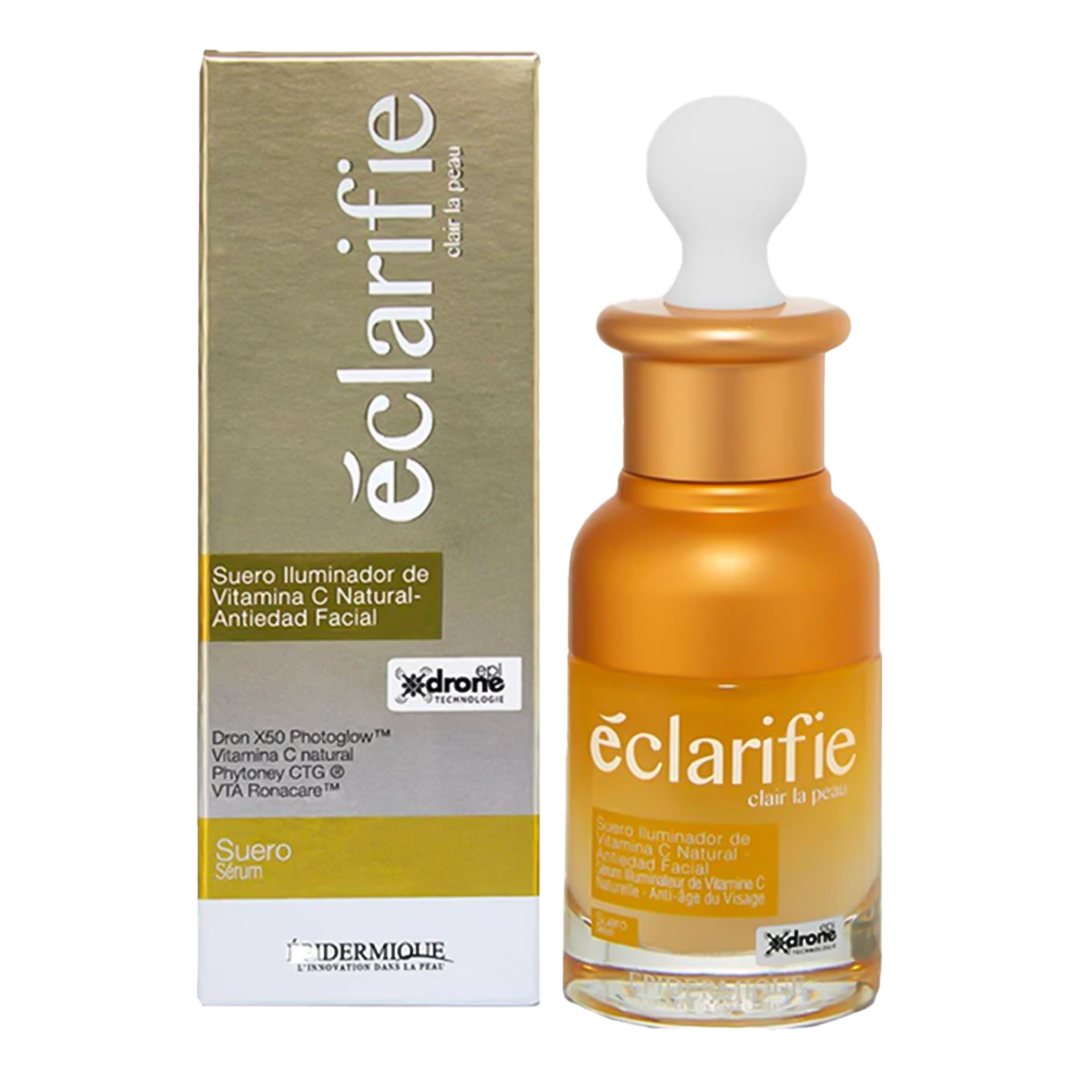 éclarifie
clair la peau
Suero Iluminador de
Vitamina C Natural-
Antiedad Facial
epi
drone
TECHNOLOGIE
Dron X50 Photoglow™
Vitamina C natural
Phytoney CTG ®
VTA Ronacare™
Suero
Sérum
ÉPIDERMIQUE
L'INNOVATION DANS LA PEAU
éclarifie
clair la peau
Suero Iluminador de
Vitamina C Natural -
Antiedad Facial
Sérum Illuminateur de Vitamine C
Naturelle - Anti-âge du Visage
Suero
Sérum
epi
drone
TECHNOLOGIE
ÉPIDERMIQUE